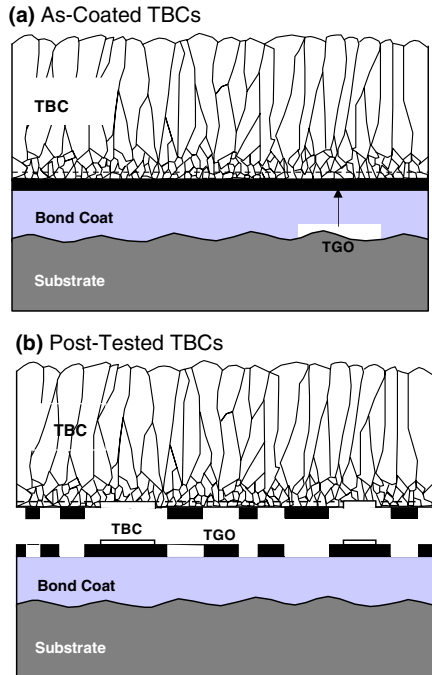 (a) As-Coated TBCs
TBC
Bond Coat
TGO
Substrate
(b) Post-Tested TBCs
TBC
TBC
TGO
Bond Coat
Substrate